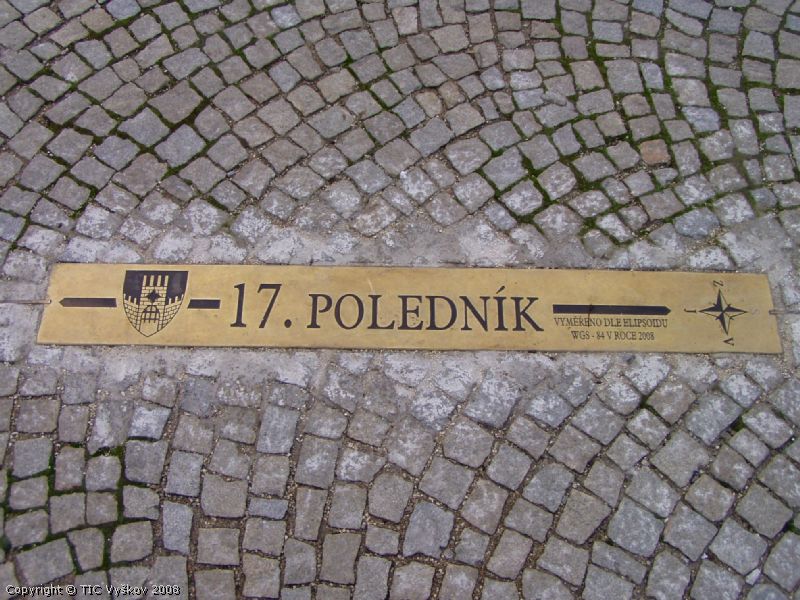 17. POLEDNÍK
VYMĚŘENO DLE ELIPSOIDU
WGS - 84 V ROCE 2008
Z
J
V
Copyright © TIC Vyškov 2008